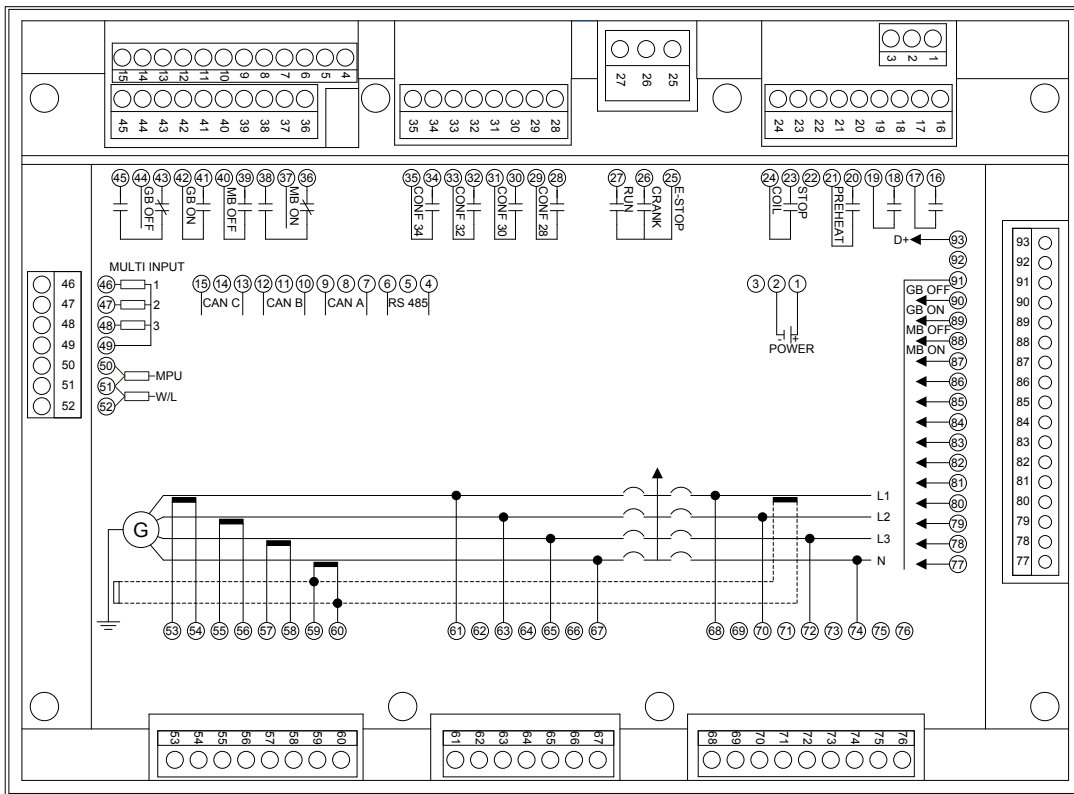 3 2 1
27 26 25
15 14 13 12 11 10 9 8 7 6 5 4
45 44 43 42 41 40 39 38 37 36
35 34 33 32 31 30 29 28
24 23 22 21 20 19 18 17 16
45 44 43 42 41 40 39 38 37 36
GB OFF
GB ON
MB OFF
MB ON
35 34 33 32 31 30 29 28
CONF 34
CONF 32
CONF 30
CONF 28
27 26 25
RUN
CRANK
E-STOP
24 23 22 21 20 19 18 17 16
COIL
STOP
PREHEAT
D+ 93
92
91
GB OFF
90
GB ON
89
MB OFF
88
MB ON
87
86
85
84
83
82
81
80
79
78
77
93
92
91
90
89
88
87
86
85
84
83
82
81
80
79
78
77
MULTI INPUT
46 46 1
47 47 2
48 48 3
49 49
50 50 MPU
51 51
52 52 W/L
15 14 13 12 11 10 9 8 7 6 5 4
CAN C CAN B CAN A RS 485
3 2 1
- +
POWER
G
L1
L2
L3
N
53 54 55 56 57 58 59 60 61 62 63 64 65 66 67 68 69 70 71 72 73 74 75 76
53 54 55 56 57 58 59 60
61 62 63 64 65 66 67
68 69 70 71 72 73 74 75 76